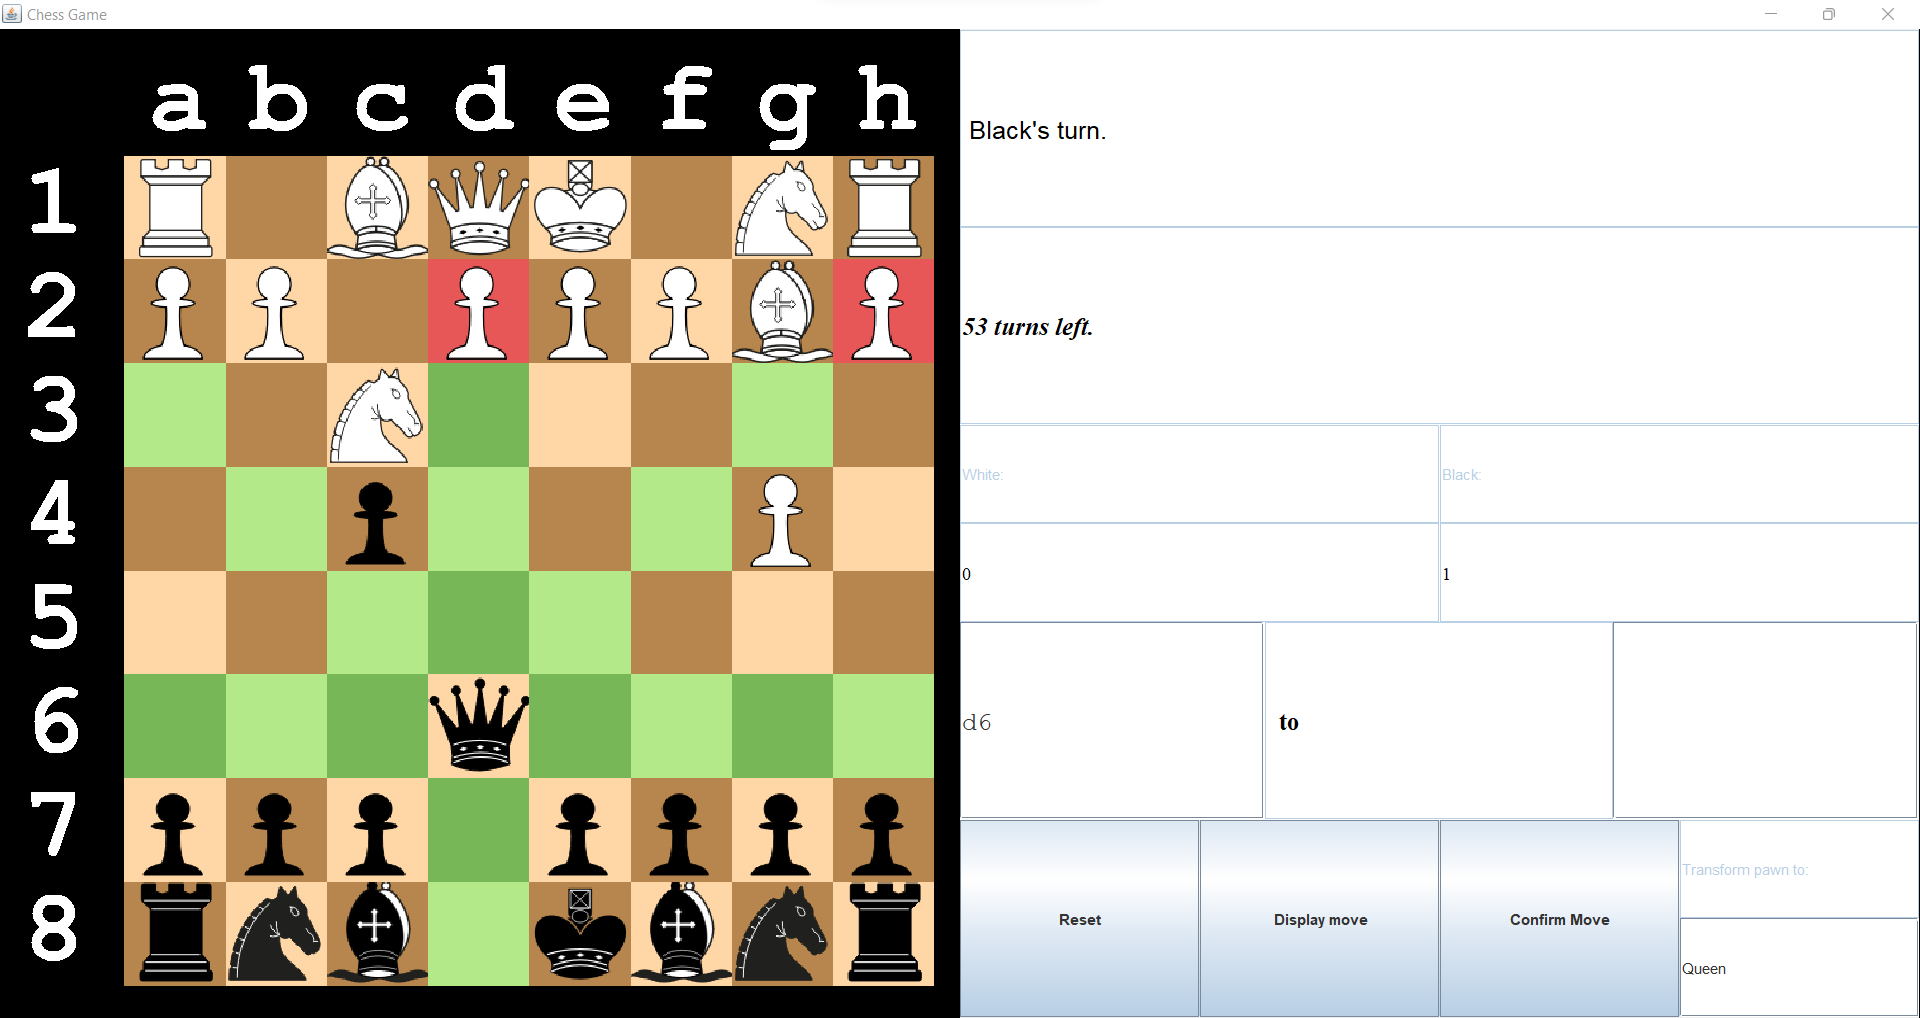 Chess Game
a b c d e f g h
1
2
3
4
5
6
7
8
Black's turn.
53 turns left.
White:
Black:
0
1
d6
to
Reset
Display move
Confirm Move
Transform pawn to:
Queen